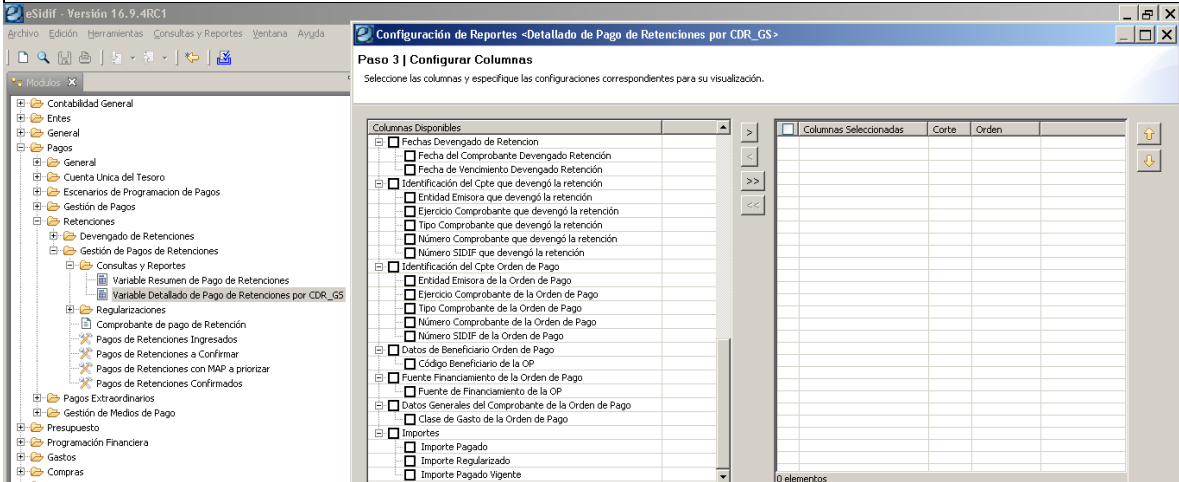 eSidif - Versión 16.9.4RC1
Archivo Edición Herramientas Consultas y Reportes Ventana Ayuda
Modulos
Contabilidad General
Entes
General
Pagos
General
Cuenta Unica del Tesoro
Escenarios de Programacion de Pagos
Gestión de Pagos
Retenciones
Devengado de Retenciones
Gestión de Pagos de Retenciones
Consultas y Reportes
Variable Resumen de Pago de Retenciones
Variable Detallado de Pago de Retenciones por CDR_GS
Regularizaciones
Comprobante de pago de Retención
Pagos de Retenciones Ingresados
Pagos de Retenciones a Confirmar
Pagos de Retenciones con MAP a priorizar
Pagos de Retenciones Confirmados
Pagos Extraordinarios
Gestión de Medios de Pago
Presupuesto
Programación Financiera
Gastos
Compras
Configuración de Reportes <Detallado de Pago de Retenciones por CDR_GS>
Paso 3 | Configurar Columnas
Seleccione las columnas y especifique las configuraciones correspondientes para su visualización.
Columnas Disponibles
Fechas Devengado de Retencion
Fecha del Comprobante Devengado Retención
Fecha de Vencimiento Devengado Retención
Identificación del Cpte que devengó la retención
Entidad Emisora que devengó la retención
Ejercicio Comprobante que devengó la retención
Tipo Comprobante que devengó la retención
Número Comprobante que devengó la retención
Número SIDIF que devengó la retención
Identificación del Cpte Orden de Pago
Entidad Emisora de la Orden de Pago
Ejercicio Comprobante de la Orden de Pago
Tipo Comprobante de la Orden de Pago
Número Comprobante de la Orden de Pago
Número SIDIF de la Orden de Pago
Datos de Beneficiario Orden de Pago
Código Beneficiario de la OP
Fuente Financiamiento de la Orden de Pago
Fuente de Financiamiento de la OP
Datos Generales del Comprobante de la Orden de Pago
Clase de Gasto de la Orden de Pago
Importes
Importe Pagado
Importe Regularizado
Importe Pagado Vigente
>
<
>>
<<
Columnas Seleccionadas Corte Orden
0 elementos